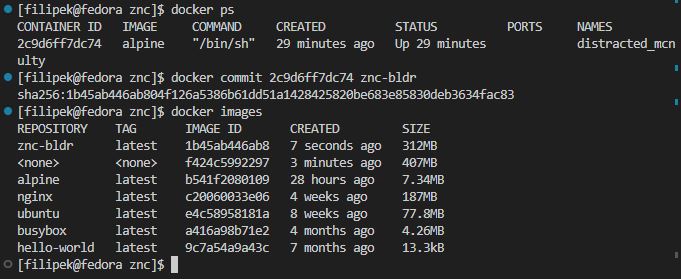 [filipek@fedora znc]$ docker ps
CONTAINER ID   IMAGE     COMMAND     CREATED          STATUS          PORTS     NAMES
2c9d6ff7dc74   alpine    "/bin/sh"   29 minutes ago   Up 29 minutes             distracted_mcn
ulty
[filipek@fedora znc]$ docker commit 2c9d6ff7dc74 znc-bldr
sha256:1b45ab446ab804f126a5386b61dd51a1428425820be683e85830deb3634fac83
[filipek@fedora znc]$ docker images
REPOSITORY    TAG       IMAGE ID       CREATED         SIZE
znc-bldr      latest    1b45ab446ab8   7 seconds ago   312MB
<none>        <none>    f424c5992297   3 minutes ago   407MB
alpine        latest    b541f2080109   28 hours ago    7.34MB
nginx         latest    c20060033e06   4 weeks ago     187MB
ubuntu        latest    e4c58958181a   8 weeks ago     77.8MB
busybox       latest    a416a98b71e2   4 months ago    4.26MB
hello-world   latest    9c7a54a9a43c   7 months ago    13.3kB
[filipek@fedora znc]$